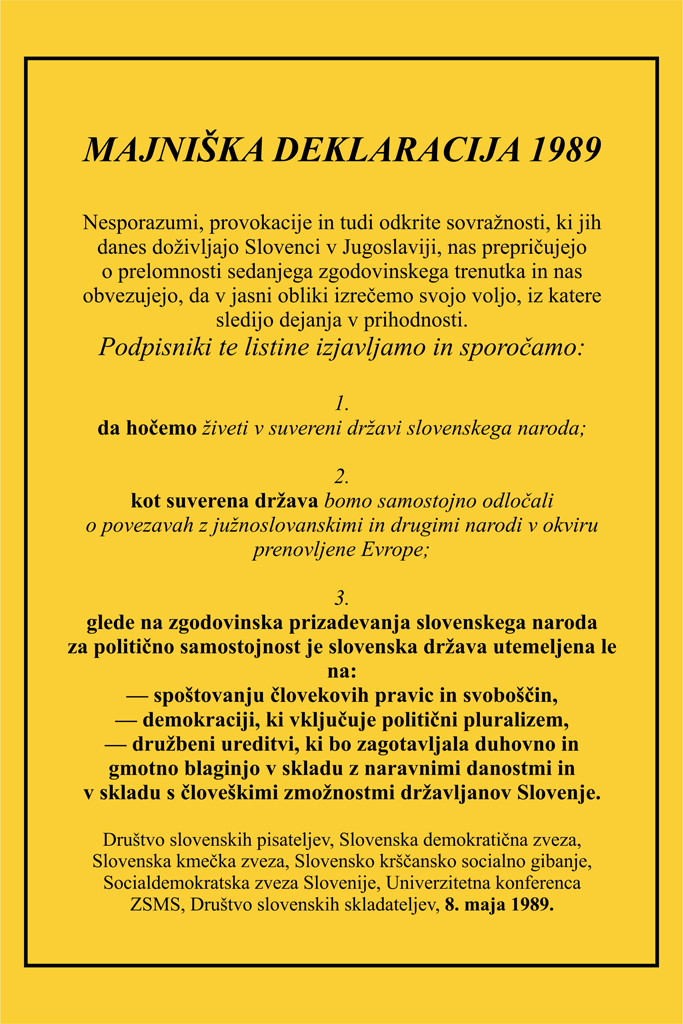 MAJNIŠKA DEKLARACIJA 1989
Nesporazumi, provokacije in tudi odkrite sovražnosti, ki jih
danes doživljajo Slovenci v Jugoslaviji, nas prepričujejo
o prelomnosti sedanjega zgodovinskega trenutka in nas
obvezujejo, da v jasni obliki izrečemo svojo voljo, iz katere
sledijo dejanja v prihodnosti.
Podpisniki te listine izjavljamo in sporočamo:
1.
da hočemo živeti v suvereni državi slovenskega naroda;
2.
kot suverena država bomo samostojno odločali
o povezavah z južnoslovanskimi in drugimi narodi v okviru
prenovljene Evrope;
3.
glede na zgodovinska prizadevanja slovenskega naroda
za politično samostojnost je slovenska država utemeljena le
na:
— spoštovanju človekovih pravic in svoboščin,
— demokraciji, ki vključuje politični pluralizem,
— družbeni ureditvi, ki bo zagotavljala duhovno in
gmotno blaginjo v skladu z naravnimi danostmi in
v skladu s človeškimi zmožnostmi državljanov Slovenje.
Društvo slovenskih pisateljev, Slovenska demokratična zveza,
Slovenska kmečka zveza, Slovensko krščansko socialno gibanje,
Socialdemokratska zveza Slovenije, Univerzitetna konferenca
ZSMS, Društvo slovenskih skladateljev, 8. maja 1989.